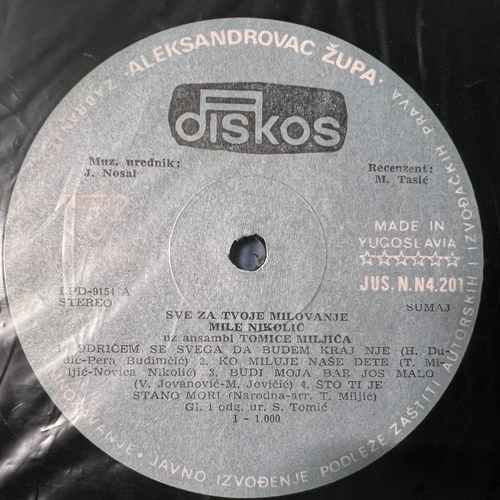 ALEKSANDROVAC ŽUPA
diskos
Muz. urednik:
J. Nosal
Recenzent:
M. Tasić
MADE IN
YUGOSLAVIA
JUS. N.N4.201
LPD-9151 A
STEREO
SUMAJ
SVE ZA TVOJE MILOVANJE
MILE NIKOLIĆ
uz ansambl TOMICE MILJIĆA
1. ODRIČEM SE SVEGA DA BUDEM KRAJ NJE (H. Du-
dić-Pera Budimčić) 2. KO MILUJE NAŠE DETE (T. Mi-
ljić-Novica Nikolić) 3. BUDI MOJA BAR JOŠ MALO
(V. Jovanović-M. Jovičić) 4. ŠTO TI JE
STANO MORI (Narodna-arr. T. Miljić)
Gl. i odg. ur. S. Tomić
I - 1.000
JAVNO IZVOĐENJE PODLEŽE ZAŠTITI AUTORSKIH I IZVOĐAČKIH PRAVA